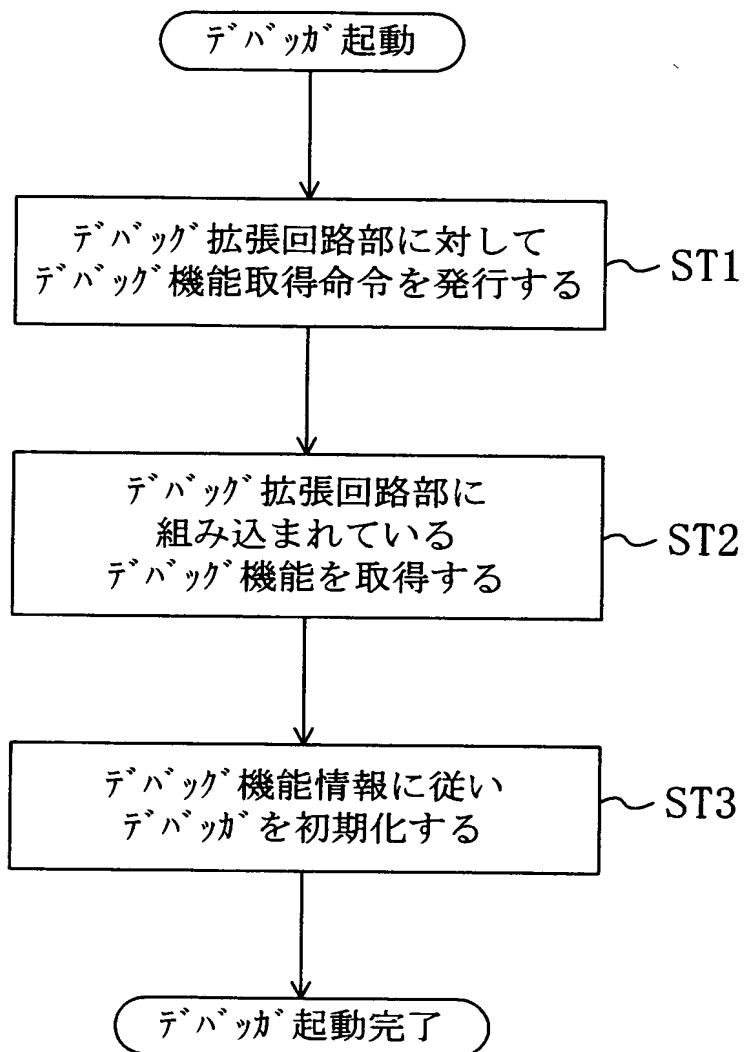 ﾃﾞﾊﾞｯｶﾞ起動
ﾃﾞﾊﾞｯｸﾞ拡張回路部に対して
ﾃﾞﾊﾞｯｸﾞ機能取得命令を発行する
ST1
ﾃﾞﾊﾞｯｸﾞ拡張回路部に
組み込まれている
ﾃﾞﾊﾞｯｸﾞ機能を取得する
ST2
ﾃﾞﾊﾞｯｸﾞ機能情報に従い
ﾃﾞﾊﾞｯｶﾞを初期化する
ST3
ﾃﾞﾊﾞｯｶﾞ起動完了